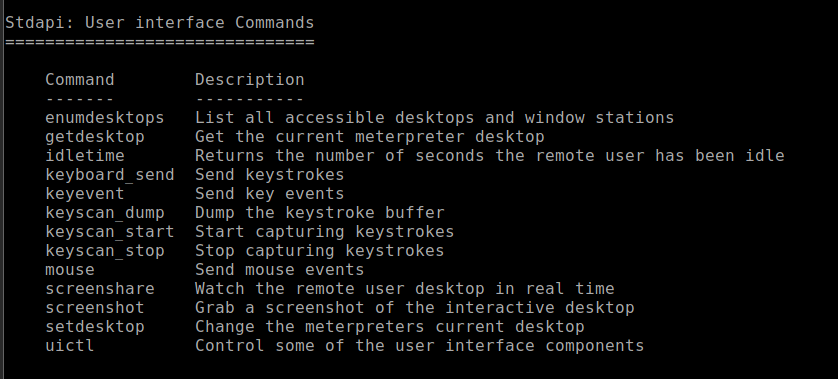 Stdapi: User interface Commands
===============================
Command Description
------- -----------
enumdesktops List all accessible desktops and window stations
getdesktop Get the current meterpreter desktop
idletime Returns the number of seconds the remote user has been idle
keyboard_send Send keystrokes
keyevent Send key events
keyscan_dump Dump the keystroke buffer
keyscan_start Start capturing keystrokes
keyscan_stop Stop capturing keystrokes
mouse Send mouse events
screenshare Watch the remote user desktop in real time
screenshot Grab a screenshot of the interactive desktop
setdesktop Change the meterpreters current desktop
uictl Control some of the user interface components